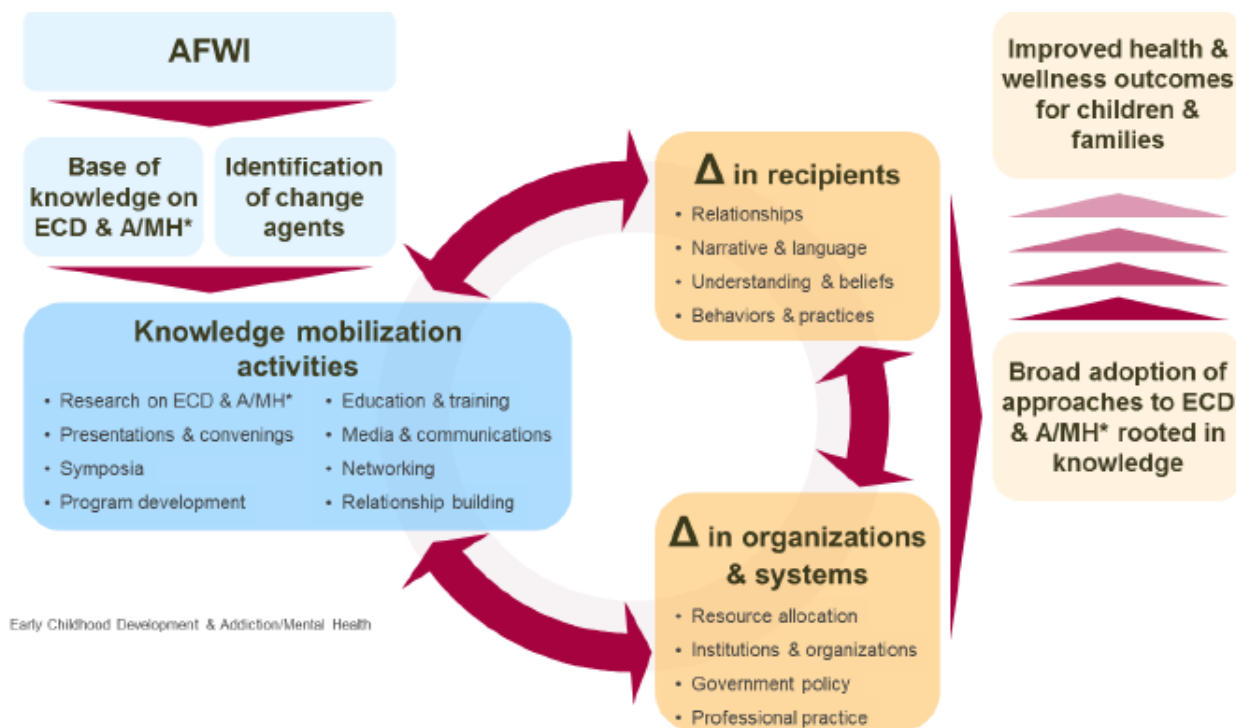 AFWI
Base of
knowledge on
ECD & A/MH*
Identification
of change
agents
Knowledge mobilization
activities
• Research on ECD & A/MH*
• Presentations & convenings
• Symposia
• Program development
• Education & training
• Media & communications
• Networking
• Relationship building
Early Childhood Development & Addiction/Mental Health
Δ in recipients
• Relationships
• Narrative & language
• Understanding & beliefs
• Behaviors & practices
Δ in organizations
& systems
• Resource allocation
• Institutions & organizations
• Government policy
• Professional practice
Improved health &
wellness outcomes
for children &
families
Broad adoption of
approaches to ECD
& A/MH* rooted in
knowledge